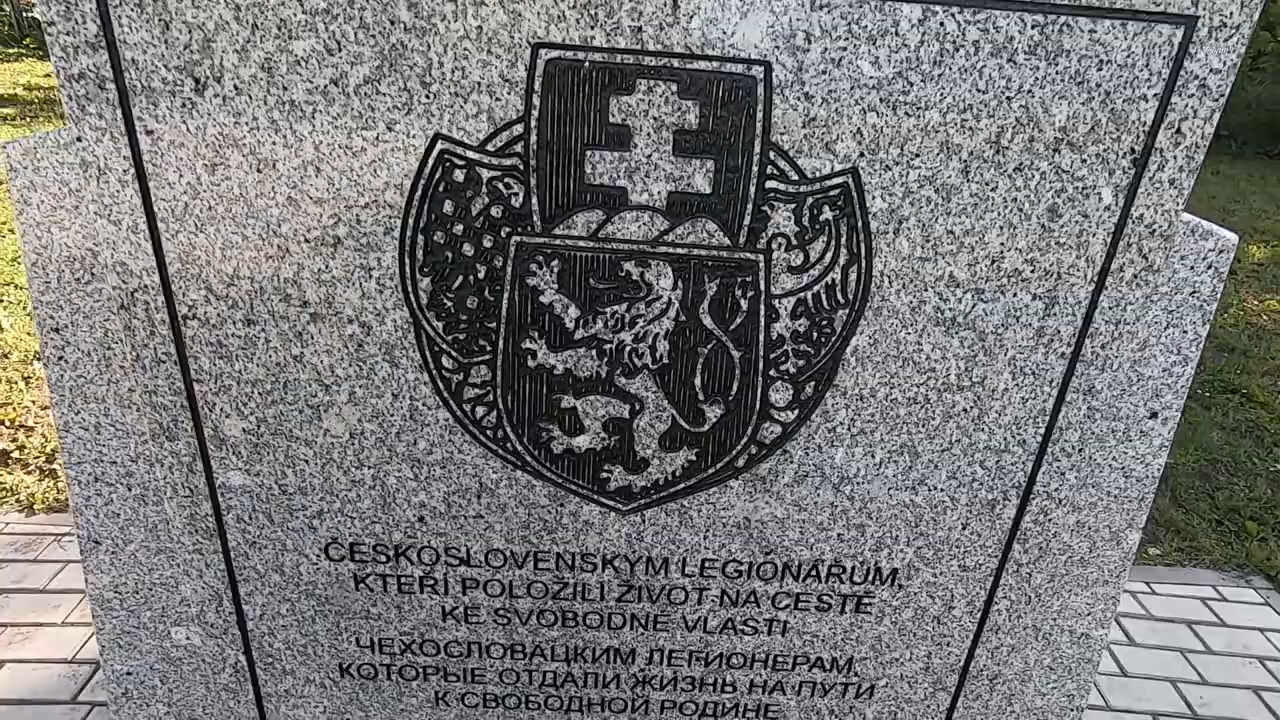 ČESKOSLOVENSKÝM LEGIONÁŘŮM,
KTEŘÍ POLOŽILI ŽIVOT NA CESTĚ
KE SVOBODNÉ VLASTI
ЧЕХОСЛОВАЦКИМ ЛЕГИОНЕРАМ,
КОТОРЫЕ ОТДАЛИ ЖИЗНЬ НА ПУТИ
К СВОБОДНОЙ РОДИНЕ